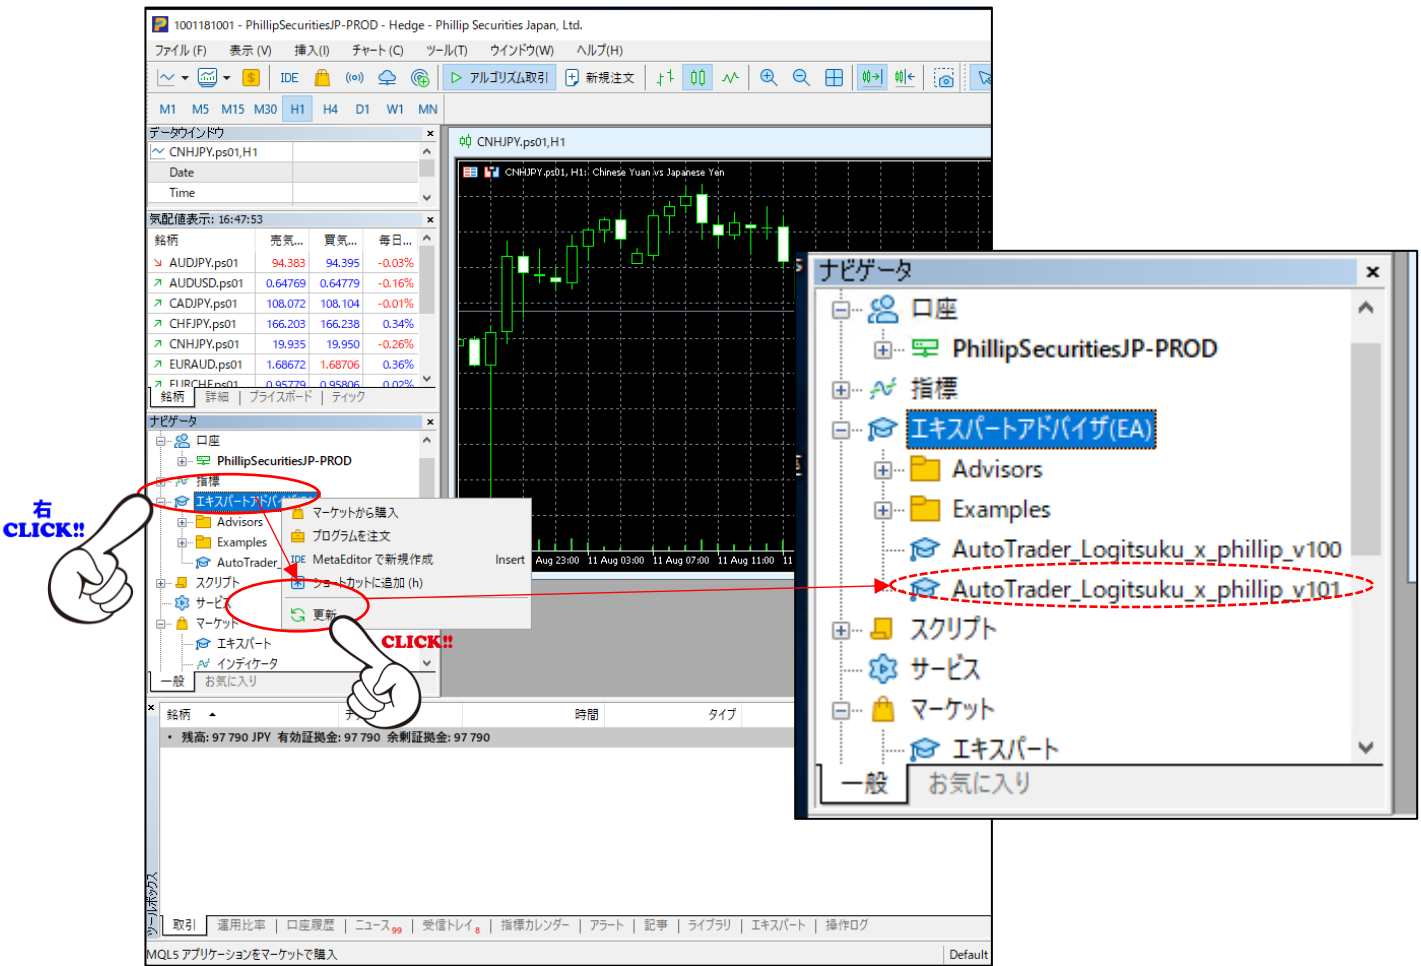 1001181001 - PhillipSecuritiesJP-PROD - Hedge - Phillip Securities Japan, Ltd.
ファイル (F) 表示 (V) 挿入(I) チャート (C) ツール(T) ウインドウ(W) ヘルプ(H)
IDE アルゴリズム取引 新規注文
M1 M5 M15 M30 H1 H4 D1 W1 MN
データウインドウ
CNHJPY.ps01,H1
Date
Time
気配値表示: 16:47:53
銘柄 売気... 買気... 毎日...
AUDJPY.ps01 94.383 94.395 -0.03%
AUDUSD.ps01 0.64769 0.64779 -0.16%
CADJPY.ps01 108.072 108.104 -0.01%
CHFJPY.ps01 166.203 166.238 0.34%
CNHJPY.ps01 19.935 19.950 -0.26%
EURAUD.ps01 1.68672 1.68706 0.36%
EURCHF.ps01 0.95779 0.95806 0.02%
銘柄 詳細 プライスボード ティック
ナビゲータ
口座
PhillipSecuritiesJP-PROD
指標
エキスパートアドバイザ
Advisors
Examples
AutoTrader_
スクリプト
サービス
マーケット
エキスパート
インディケータ
一般 お気に入り
右
CLICK!!
マーケットから購入
プログラムを注文
IDE MetaEditor で新規作成 Insert
ショートカットに追加 (h)
更新
CLICK!!
CNHJPY.ps01,H1
CNHJPY.ps01, H1: Chinese Yuan vs Japanese Yen
Aug 23:00 11 Aug 03:00 11 Aug 07:00 11 Aug 11:00 11
ナビゲータ
口座
PhillipSecuritiesJP-PROD
指標
エキスパートアドバイザ(EA)
Advisors
Examples
AutoTrader_Logitsuku_x_phillip_v100
AutoTrader_Logitsuku_x_phillip_v101
スクリプト
サービス
マーケット
エキスパート
一般 お気に入り
銘柄 チ 時間 タイプ
• 残高: 97 790 JPY 有効証拠金: 97 790 余剰証拠金: 97 790
ツールボックス
取引 運用比率 口座履歴 ニュース 99 受信トレイ 8 指標カレンダー アラート 記事 ライブラリ エキスパート 操作ログ
MQL5 アプリケーションをマーケットで購入 Default